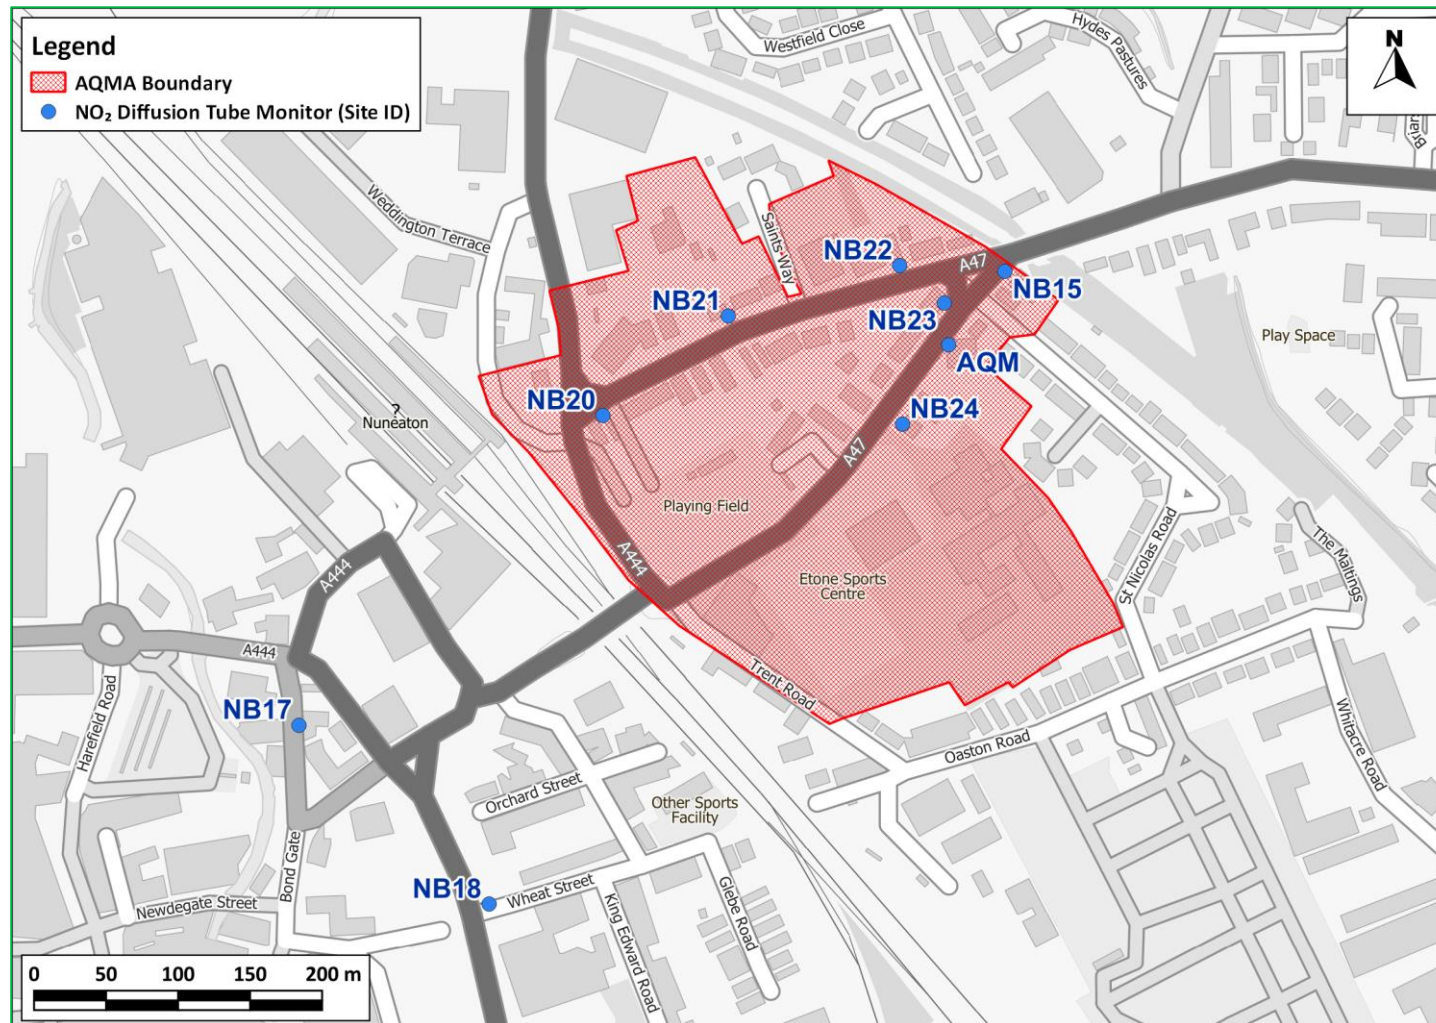 Legend
AQMA Boundary
NO₂ Diffusion Tube Monitor (Site ID)
N
Westfield Close
Hydes Pastures
Briar
Weddington Terrace
Saints Way
NB22
A47
NB15
NB21
NB23
Play Space
AQM
NB20
NB24
?
Nuneaton
A47
Playing Field
A444
A444
Etone Sports
Centre
St Nicolas Road
The Maltings
A444
Harefield Road
NB17
Trent Road
Oaston Road
Whitacre Road
Orchard Street
Other Sports
Facility
Bond Gate
NB18
Wheat Street
Newdegate Street
King Edward Road
Glebe Road
0 50 100 150 200 m